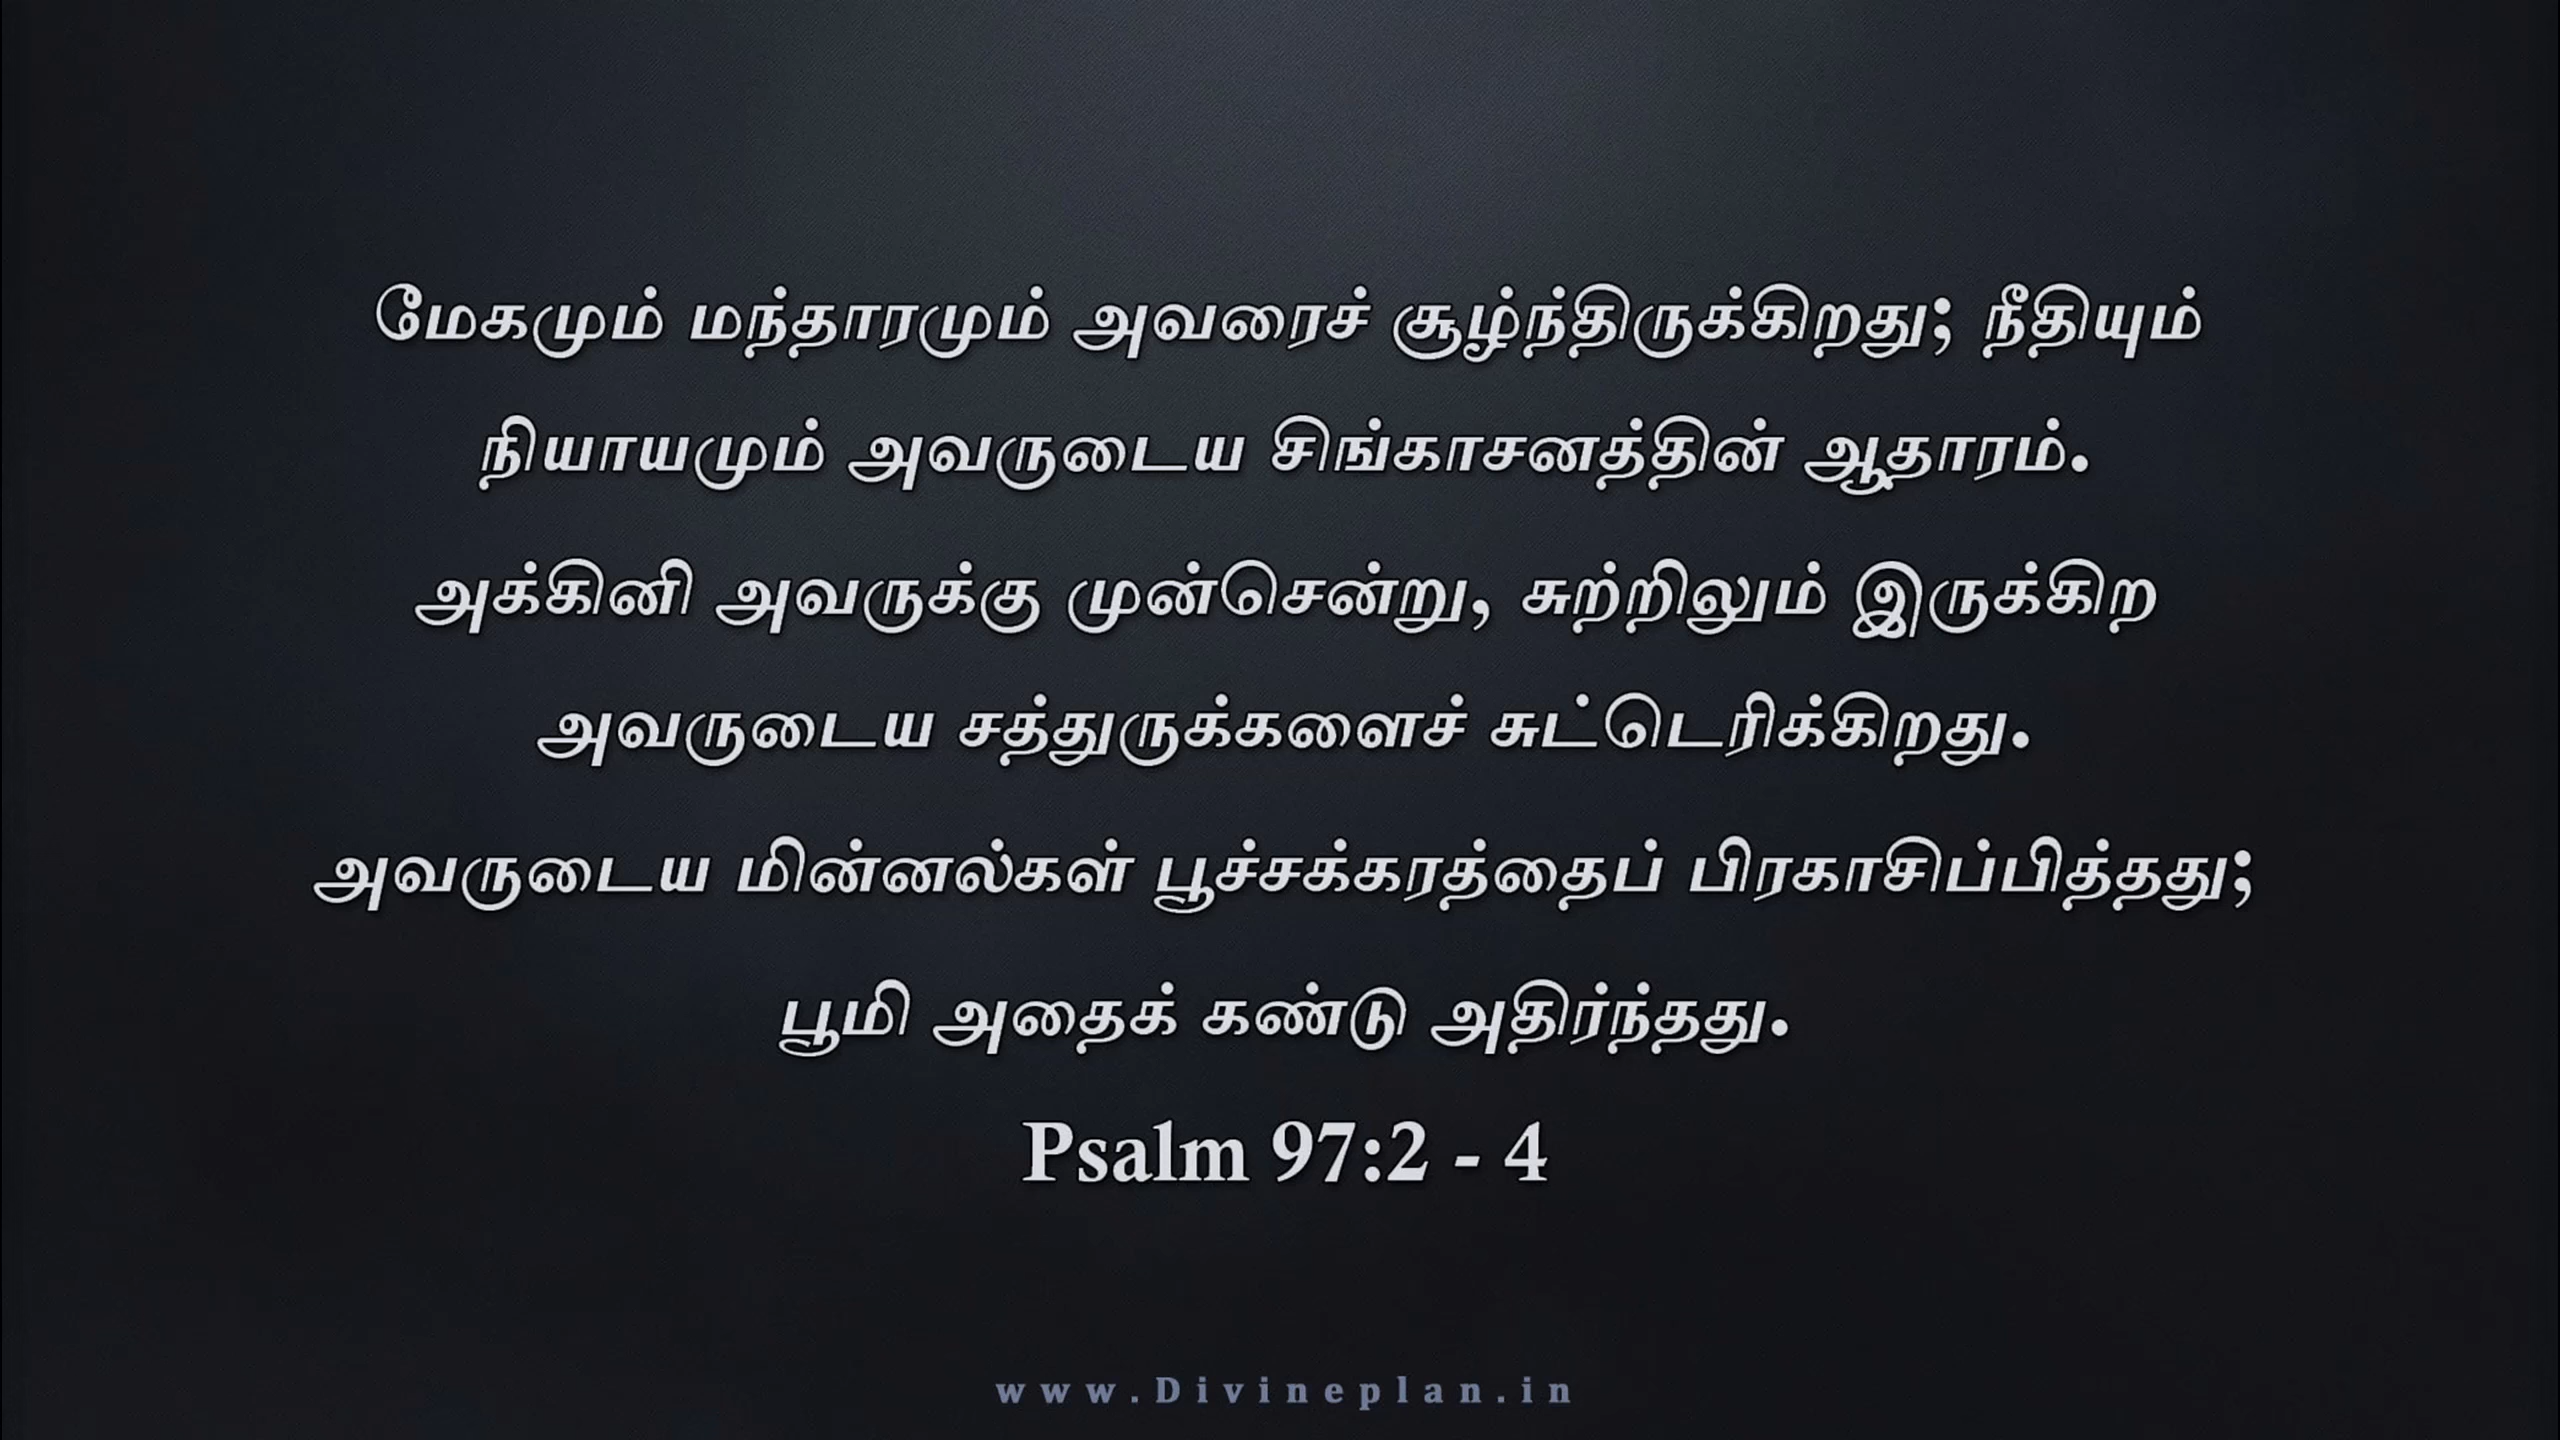 மேகமும் மந்தாரமும் அவரைச் சூழ்ந்திருக்கிறது; நீதியும்
நியாயமும் அவருடைய சிங்காசனத்தின் ஆதாரம்.
அக்கினி அவருக்கு முன்சென்று, சுற்றிலும் இருக்கிற
அவருடைய சத்துருக்களைச் சுட்டெரிக்கிறது.
அவருடைய மின்னல்கள் பூச்சக்கரத்தைப் பிரகாசிப்பித்தது;
பூமி அதைக் கண்டு அதிர்ந்தது.
Psalm 97:2 - 4
www.Divineplan.in